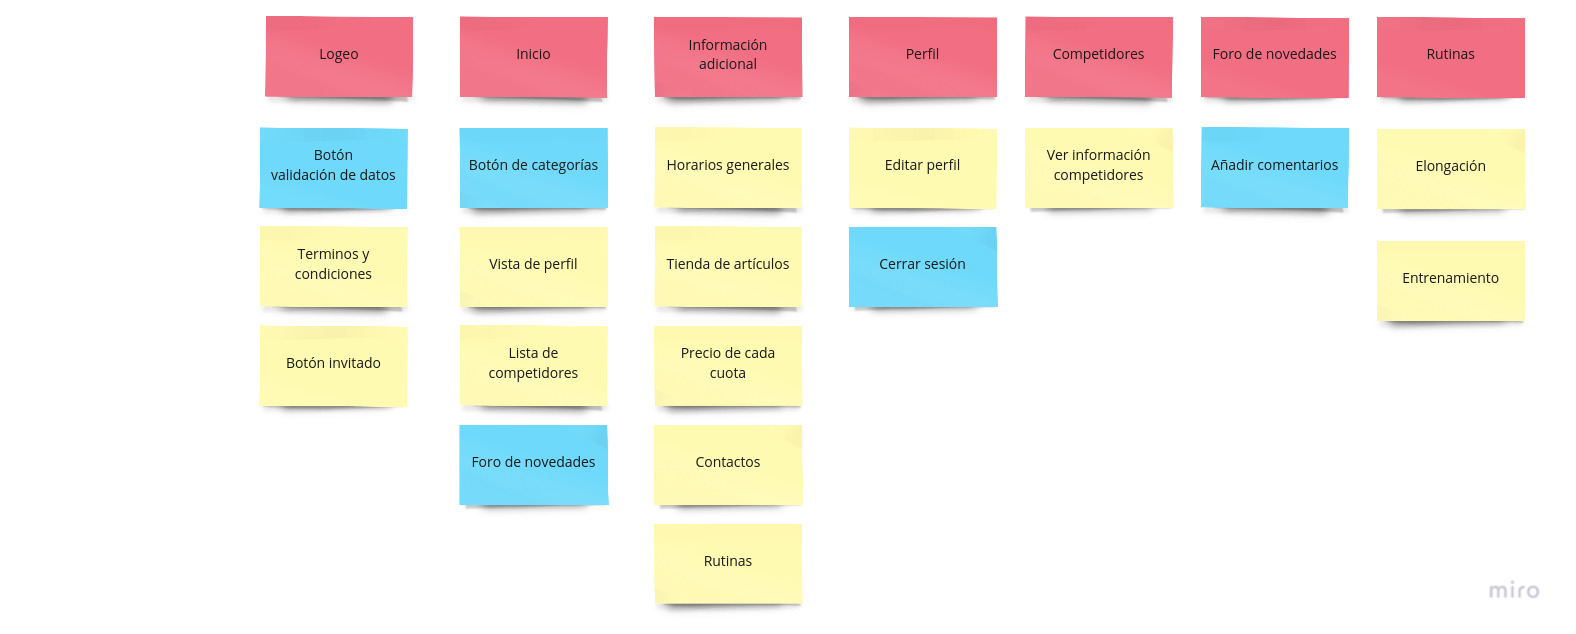 Logeo
Inicio
Información
adicional
Perfil
Competidores
Foro de novedades
Rutinas
Botón
validación de datos
Botón de categorías
Horarios generales
Editar perfil
Ver información
competidores
Añadir comentarios
Elongación
Terminos y
condiciones
Vista de perfil
Tienda de artículos
Cerrar sesión
Entrenamiento
Botón invitado
Lista de
competidores
Precio de cada
cuota
Foro de novedades
Contactos
Rutinas
miro